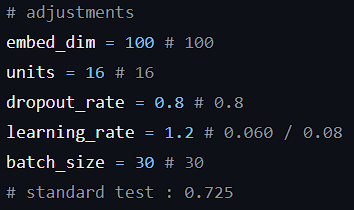 # adjustments
embed_dim = 100 # 100
units = 16 # 16
dropout_rate = 0.8 # 0.8
learning_rate = 1.2 # 0.060 / 0.08
batch_size = 30 # 30
# standard test : 0.725